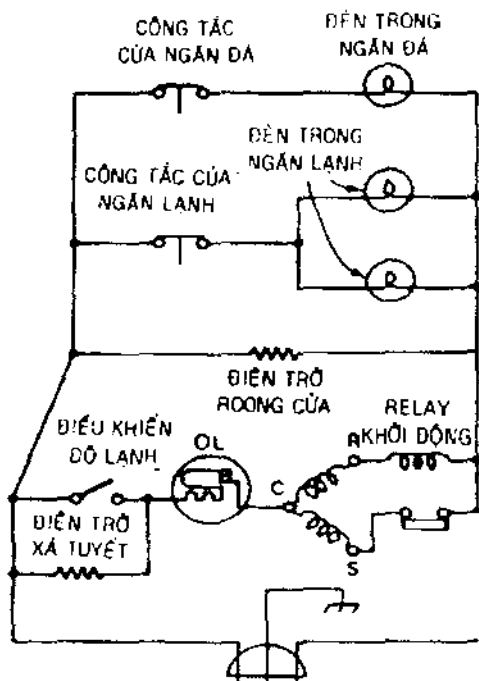 CÔNG TẮC
CỬA NGĂN ĐÁ
ĐÈN TRONG
NGĂN ĐÁ
ĐÈN TRONG
NGĂN LẠNH
CÔNG TẮC CỦA
NGĂN LẠNH
ĐIỆN TRỞ
ROONG CỬA
ĐIỀU KHIỂN
ĐỘ LẠNH
OL
RELAY
KHỞI ĐỘNG
R
C
S
ĐIỆN TRỞ
XẢ TUYẾT